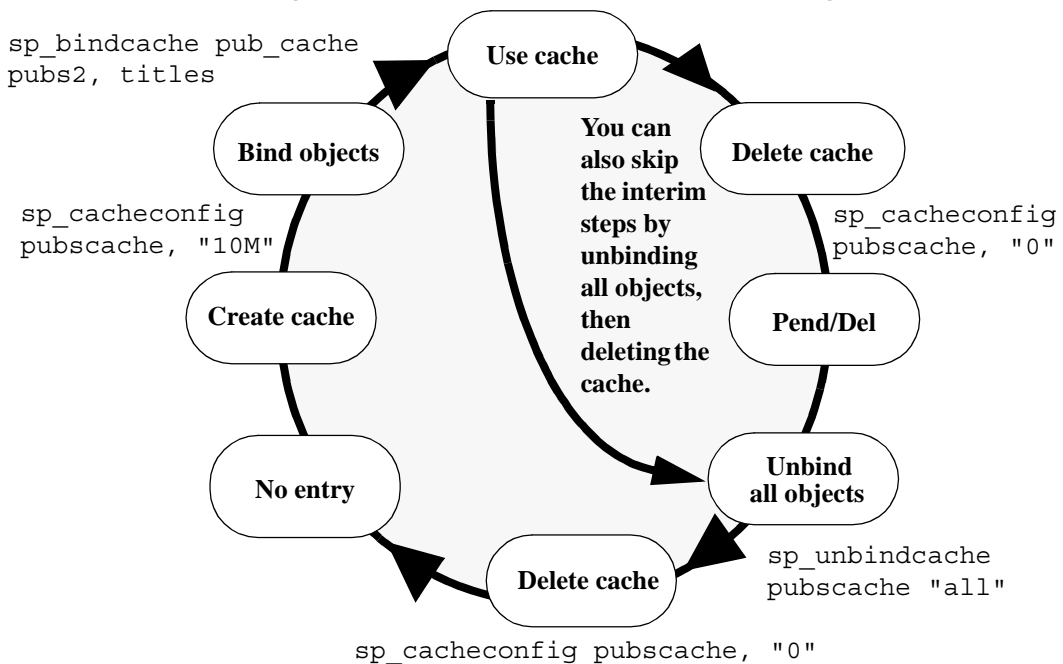 Use cache
sp_bindcache pub_cache
pubs2, titles
Bind objects
You can
also skip
the interim
steps by
unbinding
all objects,
then
deleting the
cache.
Delete cache
sp_cacheconfig
pubscache, "10M"
sp_cacheconfig
pubscache, "0"
Create cache
Pend/Del
No entry
Unbind
all objects
Delete cache
sp_unbindcache
pubscache "all"
sp_cacheconfig pubscache, "0"